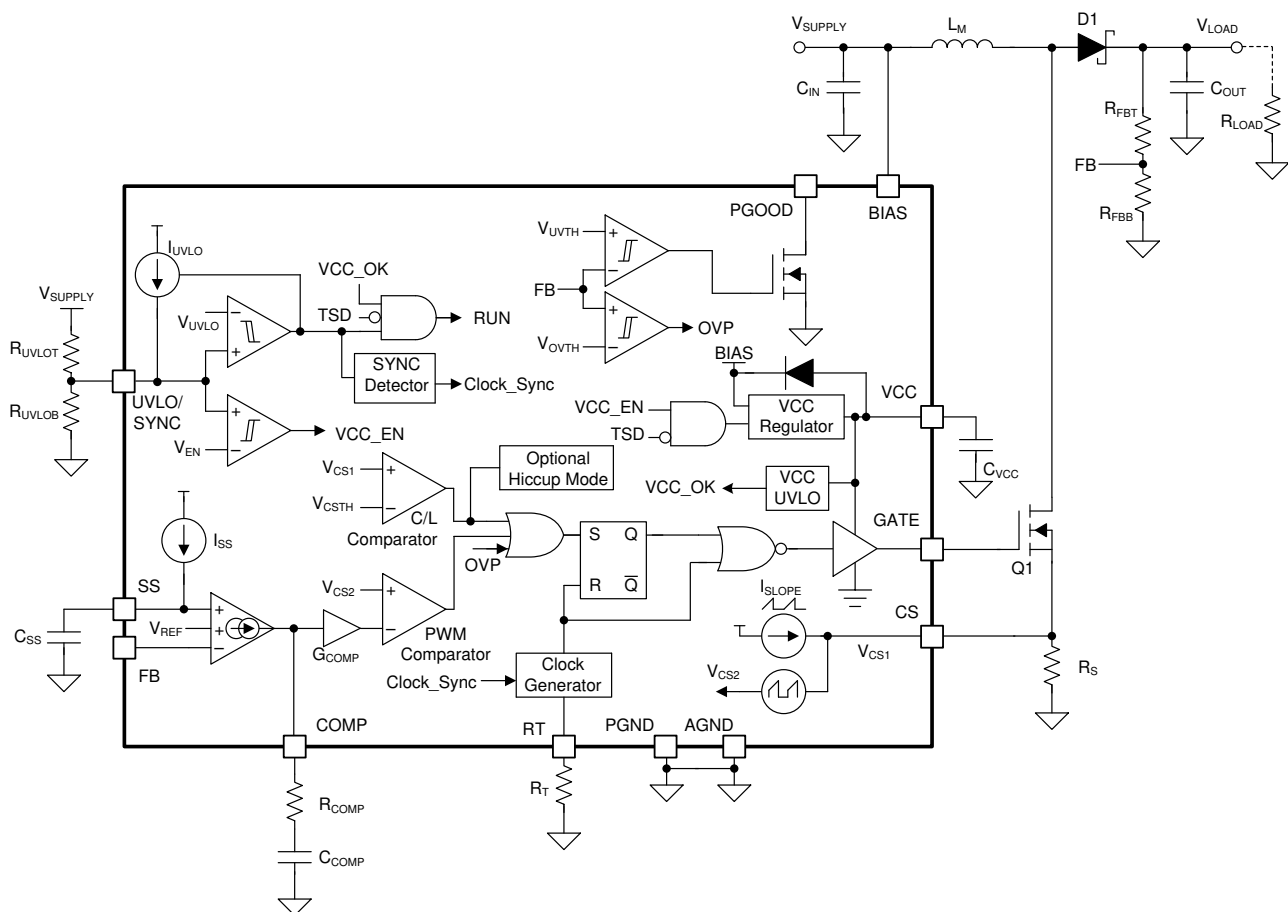 VSUPPLY
LM
D1
VLOAD
CIN
COUT
RFBT
RLOAD
FB
RFBB
PGOOD
BIAS
IUVLO
VCC_OK
VUVTH
FB
VSUPPLY
VUVLO
TSD
RUN
OVP
VOVTH
RUVLOT
SYNC
Detector
Clock_Sync
BIAS
VCC
UVLO/
SYNC
RUVLOB
VCC_EN
TSD
VCC
Regulator
VEN
VCC_EN
VCS1
VCSTH
C/L
Comparator
Optional
Hiccup Mode
VCC_OK
VCC
UVLO
CVCC
ISS
GATE
S
Q
R
Q
OVP
Q1
SS
VCS2
ISLOPE
CS
CSS
VREF
FB
GCOMP
PWM
Comparator
VCS1
RS
Clock_Sync
Clock
Generator
VCS2
COMP
RT
PGND
AGND
RT
RCOMP
CCOMP